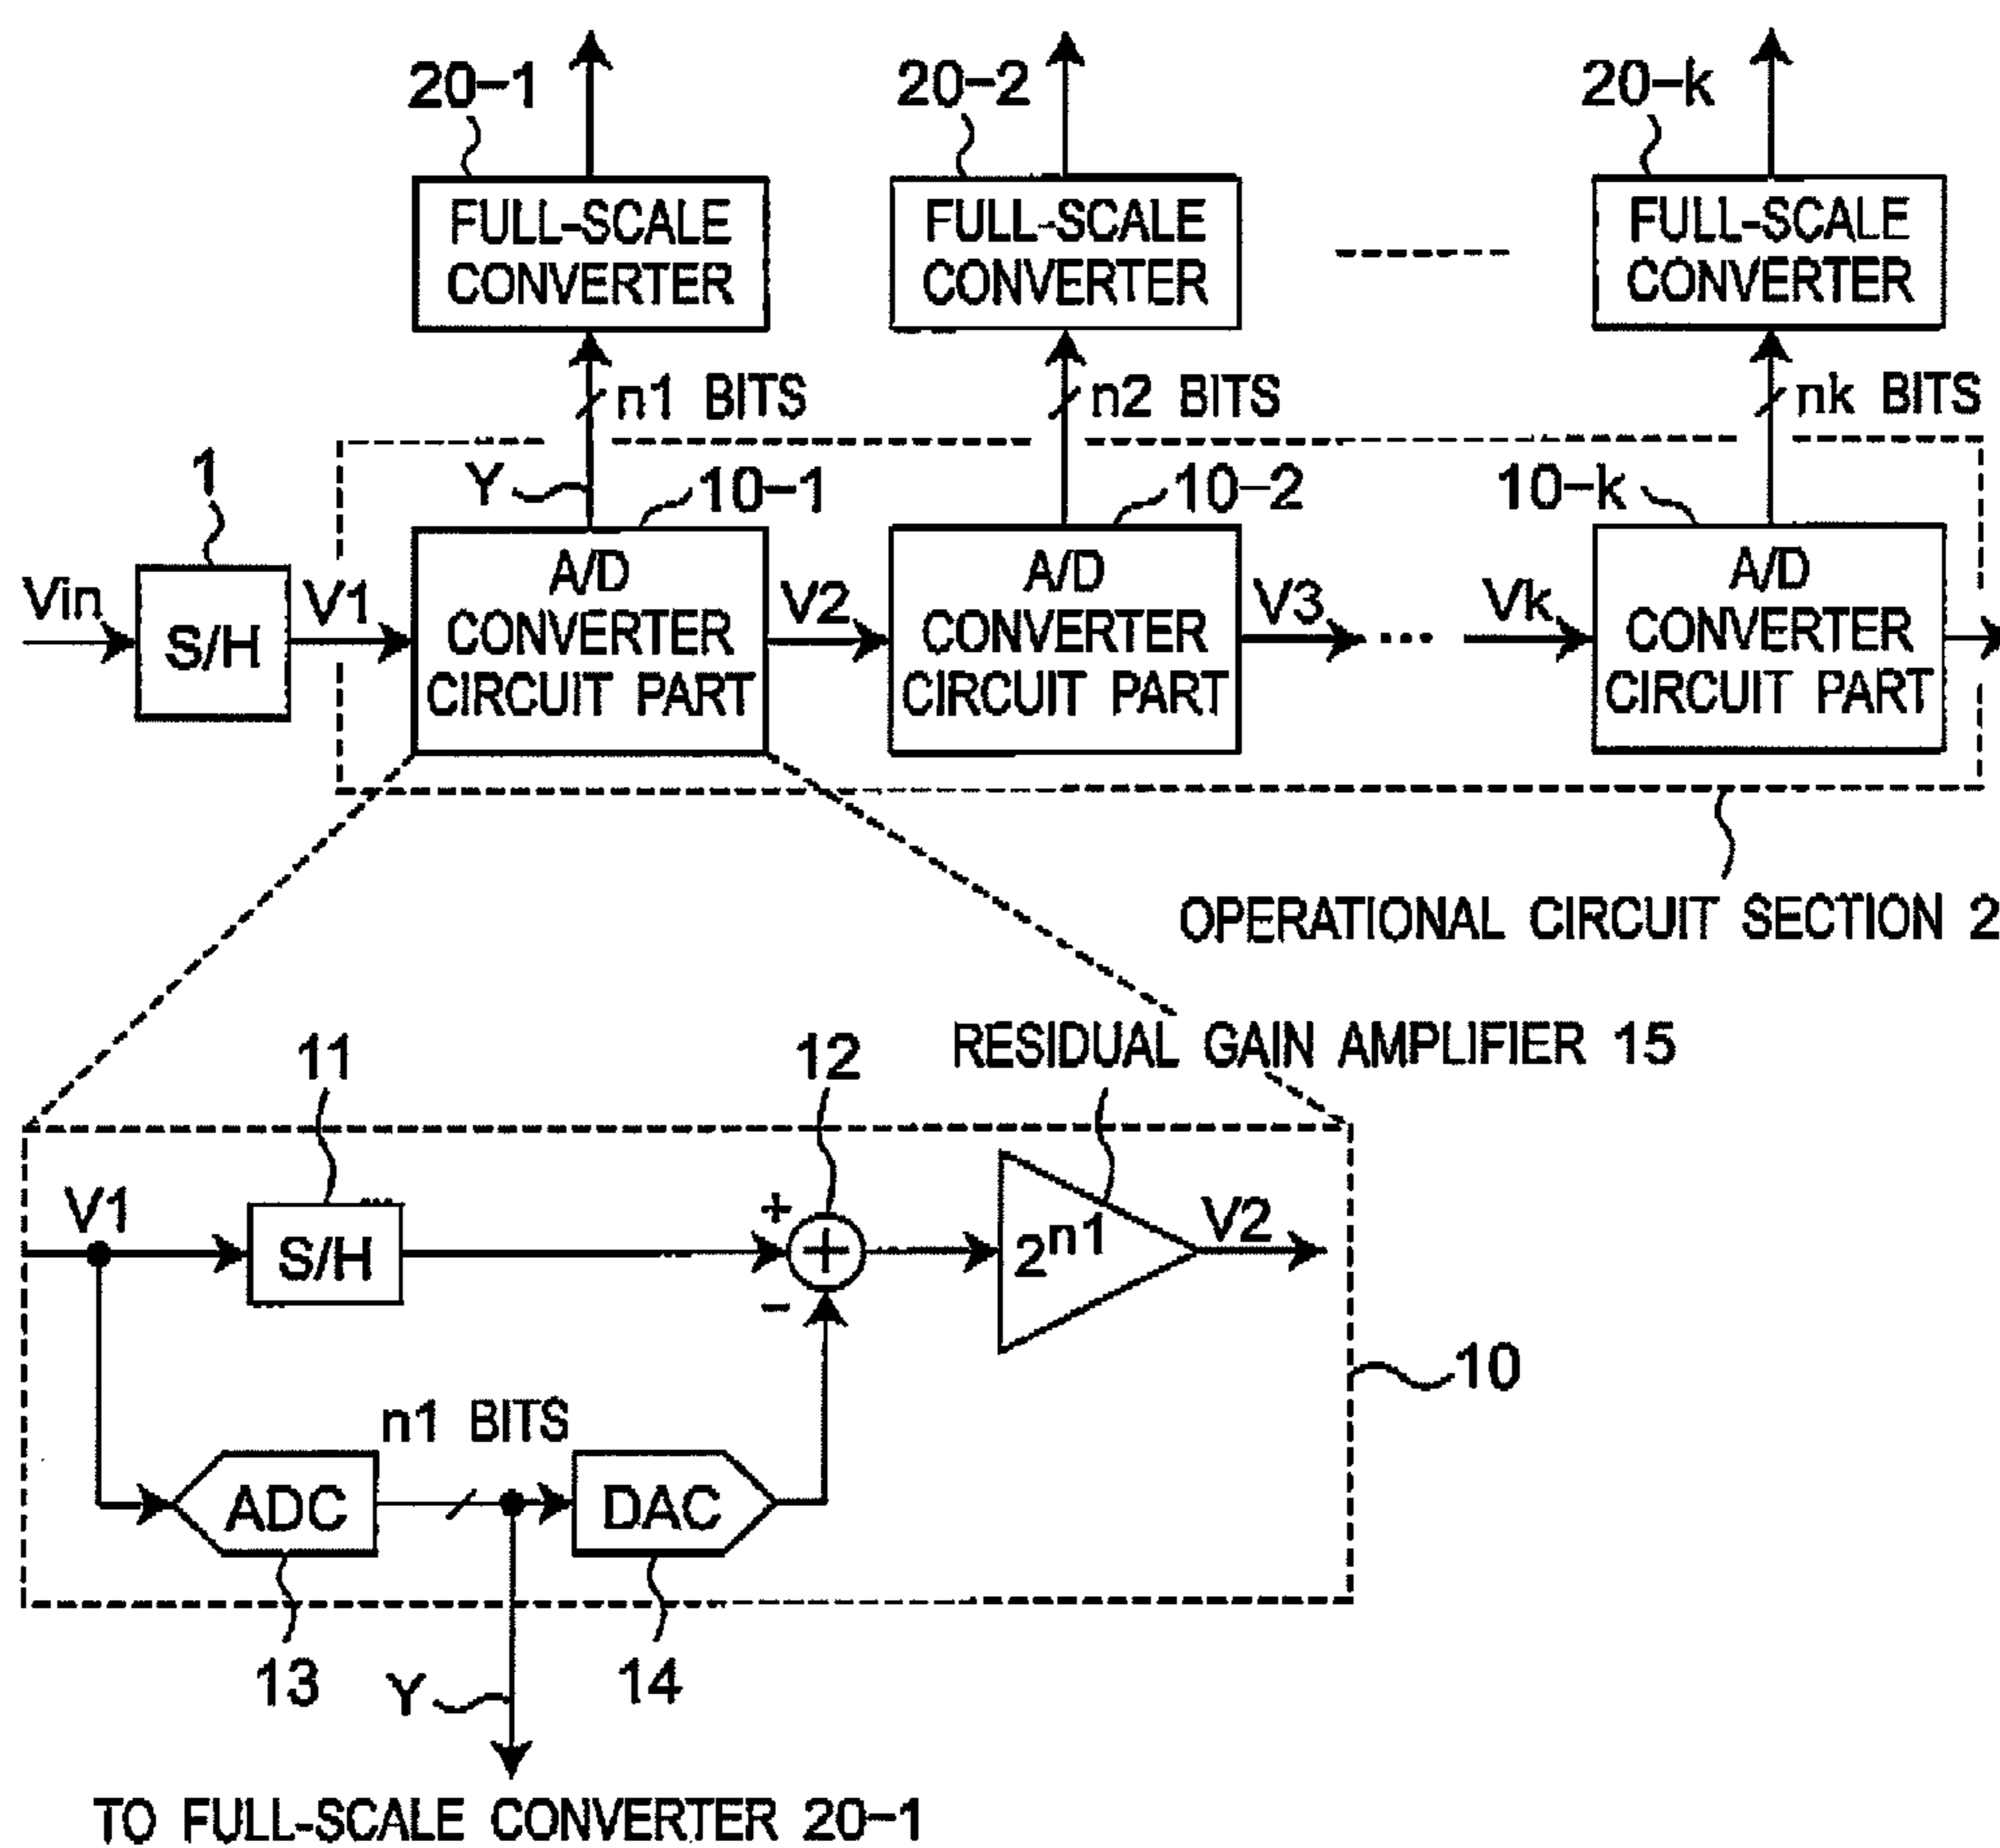 20-1
20-2
20-k
FULL-SCALE CONVERTER
FULL-SCALE CONVERTER
FULL-SCALE CONVERTER
n1 BITS
n2 BITS
nk BITS
1
Y
10-1
10-2
10-k
Vin
S/H
V1
A/D CONVERTER CIRCUIT PART
V2
A/D CONVERTER CIRCUIT PART
V3
...
Vk
A/D CONVERTER CIRCUIT PART
OPERATIONAL CIRCUIT SECTION 2
11
12
RESIDUAL GAIN AMPLIFIER 15
V1
S/H
+
+
−
2^n1
V2
10
n1 BITS
ADC
DAC
13
Y
14
TO FULL-SCALE CONVERTER 20-1